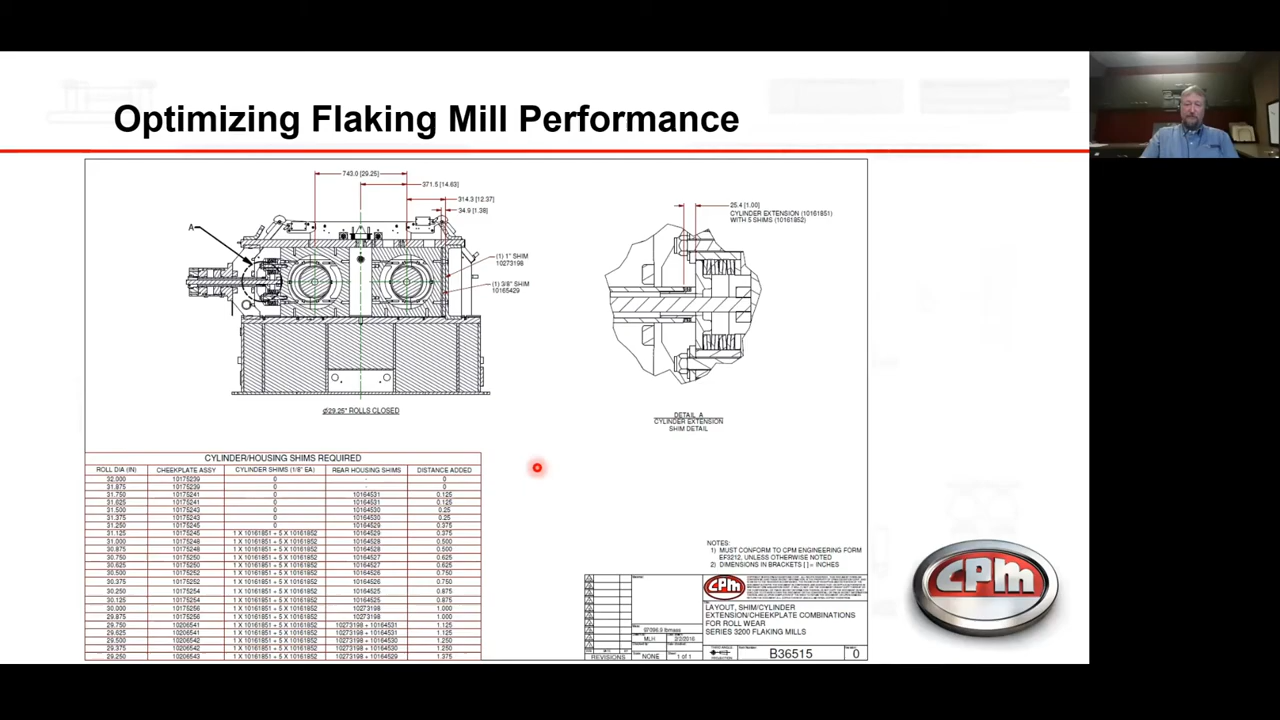 Optimizing Flaking Mill Performance
743.0 [29.25]
371.5 [14.63]
314.3 [12.37]
34.9 [1.38]
A
(1) 1" SHIM
10273198
(1) 3/8" SHIM
10165429
Ø29.25" ROLLS CLOSED
25.4 [1.00]
CYLINDER EXTENSION (10161851)
WITH 5 SHIMS (10161852)
DETAIL A
CYLINDER EXTENSION
SHIM DETAIL
CYLINDER/HOUSING SHIMS REQUIRED
ROLL DIA (IN) CHEEKPLATE ASSY CYLINDER SHIMS (1/8" EA) REAR HOUSING SHIMS DISTANCE ADDED
32.000 10175239 0 - 0
31.875 10175239 0 - 0
31.750 10175241 0 10164531 0.125
31.625 10175241 0 10164531 0.125
31.500 10175243 0 10164530 0.25
31.375 10175243 0 10164530 0.25
31.250 10175245 0 10164529 0.375
31.125 10175245 1 X 10161851 + 5 X 10161852 10164529 0.375
31.000 10175248 1 X 10161851 + 5 X 10161852 10164528 0.500
30.875 10175248 1 X 10161851 + 5 X 10161852 10164528 0.500
30.750 10175250 1 X 10161851 + 5 X 10161852 10164527 0.625
30.625 10175250 1 X 10161851 + 5 X 10161852 10164527 0.625
30.500 10175252 1 X 10161851 + 5 X 10161852 10164526 0.750
30.375 10175252 1 X 10161851 + 5 X 10161852 10164526 0.750
30.250 10175254 1 X 10161851 + 5 X 10161852 10164525 0.875
30.125 10175254 1 X 10161851 + 5 X 10161852 10164525 0.875
30.000 10175256 1 X 10161851 + 5 X 10161852 10273198 1.000
29.875 10175256 1 X 10161851 + 5 X 10161852 10273198 1.000
29.750 10206541 1 X 10161851 + 5 X 10161852 10273198 + 10164531 1.125
29.625 10206541 1 X 10161851 + 5 X 10161852 10273198 + 10164531 1.125
29.500 10206542 1 X 10161851 + 5 X 10161852 10273198 + 10164530 1.250
29.375 10206542 1 X 10161851 + 5 X 10161852 10273198 + 10164530 1.250
29.250 10206543 1 X 10161851 + 5 X 10161852 10273198 + 10164529 1.375
NOTES:
1) MUST CONFORM TO CPM ENGINEERING FORM
EF3212, UNLESS OTHERWISE NOTED
2) DIMENSIONS IN BRACKETS [ ] = INCHES
CPM
LAYOUT, SHIM/CYLINDER
EXTENSION/CHEEKPLATE COMBINATIONS
FOR ROLL WEAR
SERIES 3200 FLAKING MILLS
MLH 2/2/2016
REVISIONS NONE 1 of 1 B36515 0
CPM